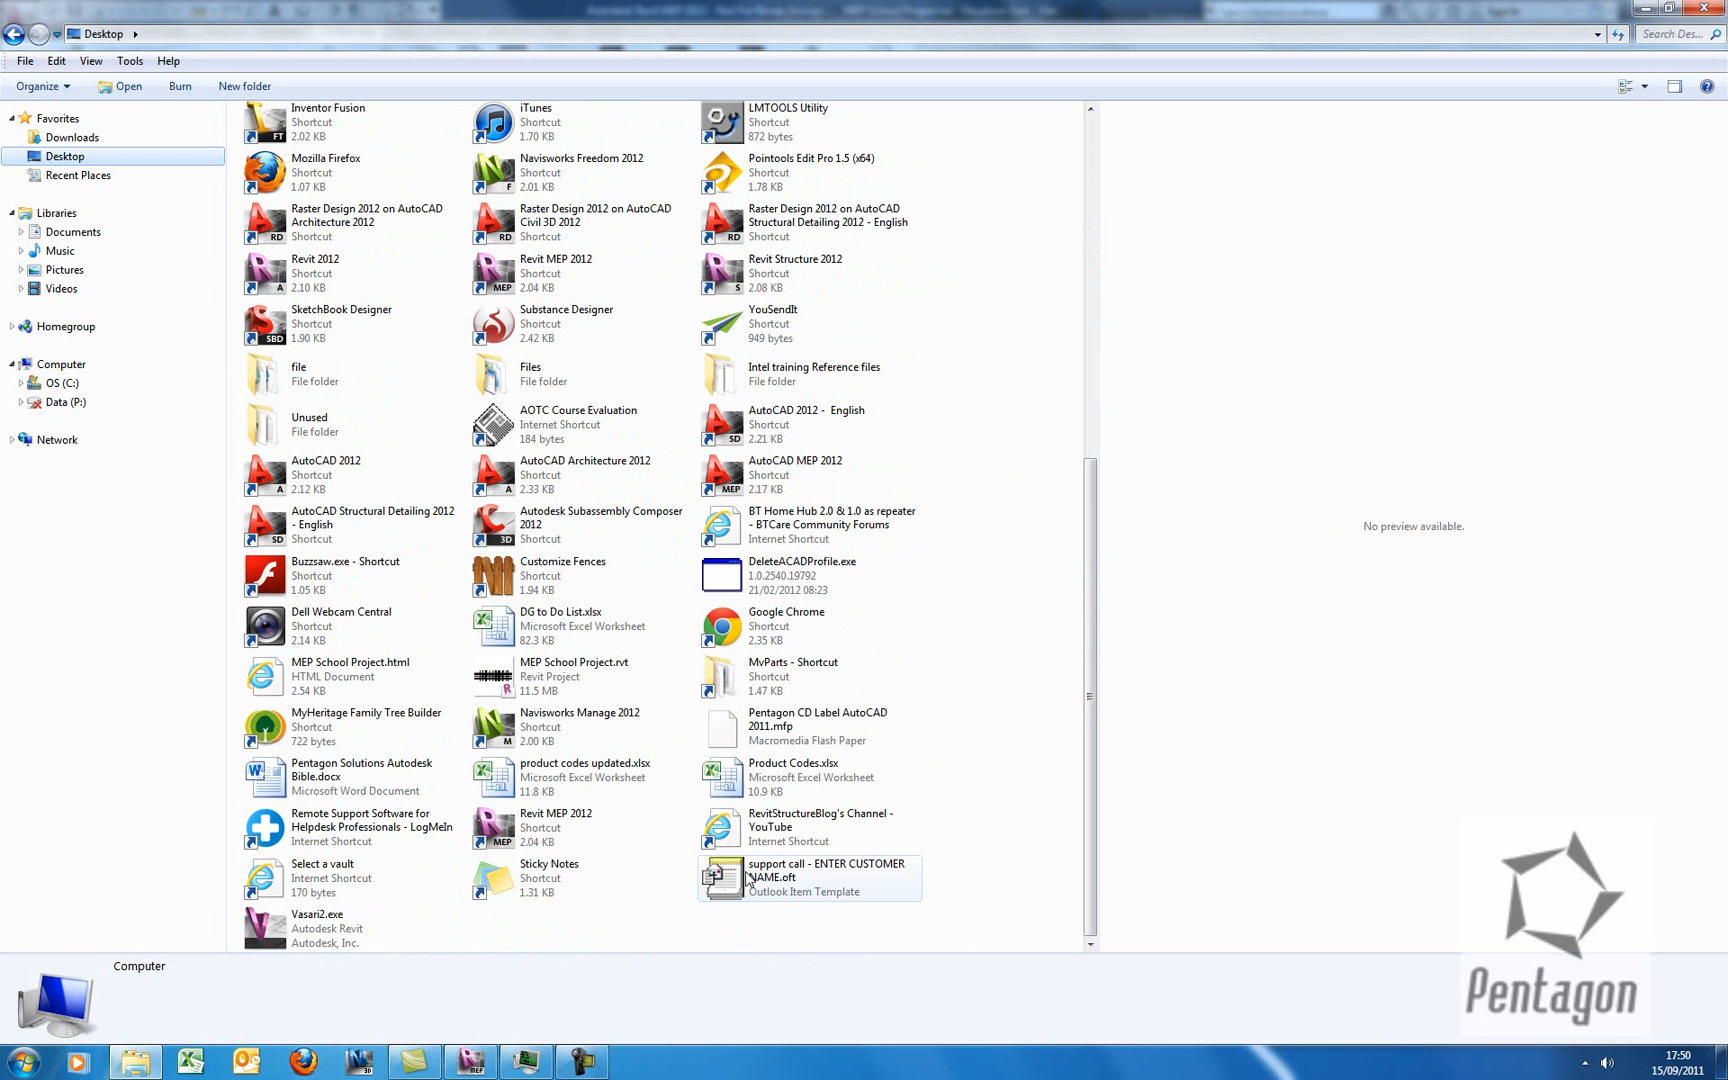 Desktop
Search Des...
File Edit View Tools Help
Organize Open Burn New folder
Favorites
Downloads
Desktop
Recent Places
Libraries
Documents
Music
Pictures
Videos
Homegroup
Computer
OS (C:)
Data (P:)
Network
Inventor Fusion
Shortcut
2.02 KB
iTunes
Shortcut
1.70 KB
LMTOOLS Utility
Shortcut
872 bytes
Mozilla Firefox
Shortcut
1.07 KB
Navisworks Freedom 2012
Shortcut
2.01 KB
Pointools Edit Pro 1.5 (x64)
Shortcut
1.78 KB
Raster Design 2012 on AutoCAD
Architecture 2012
Shortcut
Raster Design 2012 on AutoCAD
Civil 3D 2012
Shortcut
Raster Design 2012 on AutoCAD
Structural Detailing 2012 - English
Shortcut
Revit 2012
Shortcut
2.10 KB
Revit MEP 2012
Shortcut
2.04 KB
Revit Structure 2012
Shortcut
2.08 KB
SketchBook Designer
Shortcut
1.90 KB
Substance Designer
Shortcut
2.42 KB
YouSendIt
Shortcut
949 bytes
file
File folder
Files
File folder
Intel training Reference files
File folder
Unused
File folder
AOTC Course Evaluation
Internet Shortcut
184 bytes
AutoCAD 2012 - English
Shortcut
2.21 KB
AutoCAD 2012
Shortcut
2.12 KB
AutoCAD Architecture 2012
Shortcut
2.33 KB
AutoCAD MEP 2012
Shortcut
2.17 KB
AutoCAD Structural Detailing 2012
- English
Shortcut
Autodesk Subassembly Composer
2012
Shortcut
BT Home Hub 2.0 & 1.0 as repeater
- BTCare Community Forums
Internet Shortcut
Buzzsaw.exe - Shortcut
Shortcut
1.05 KB
Customize Fences
Shortcut
1.94 KB
DeleteACADProfile.exe
1.0.2540.19792
21/02/2012 08:23
Dell Webcam Central
Shortcut
2.14 KB
DG to Do List.xlsx
Microsoft Excel Worksheet
82.3 KB
Google Chrome
Shortcut
2.35 KB
MEP School Project.html
HTML Document
2.54 KB
MEP School Project.rvt
Revit Project
11.5 MB
MvParts - Shortcut
Shortcut
1.47 KB
MyHeritage Family Tree Builder
Shortcut
722 bytes
Navisworks Manage 2012
Shortcut
2.00 KB
Pentagon CD Label AutoCAD
2011.mfp
Macromedia Flash Paper
Pentagon Solutions Autodesk
Bible.docx
Microsoft Word Document
product codes updated.xlsx
Microsoft Excel Worksheet
11.8 KB
Product Codes.xlsx
Microsoft Excel Worksheet
10.9 KB
Remote Support Software for
Helpdesk Professionals - LogMeIn
Internet Shortcut
Revit MEP 2012
Shortcut
2.04 KB
RevitStructureBlog's Channel -
YouTube
Internet Shortcut
Select a vault
Internet Shortcut
170 bytes
Sticky Notes
Shortcut
1.31 KB
support call - ENTER CUSTOMER
NAME.oft
Outlook Item Template
Vasari2.exe
Autodesk Revit
Autodesk, Inc.
No preview available.
Computer
Pentagon
17:50
15/09/2011